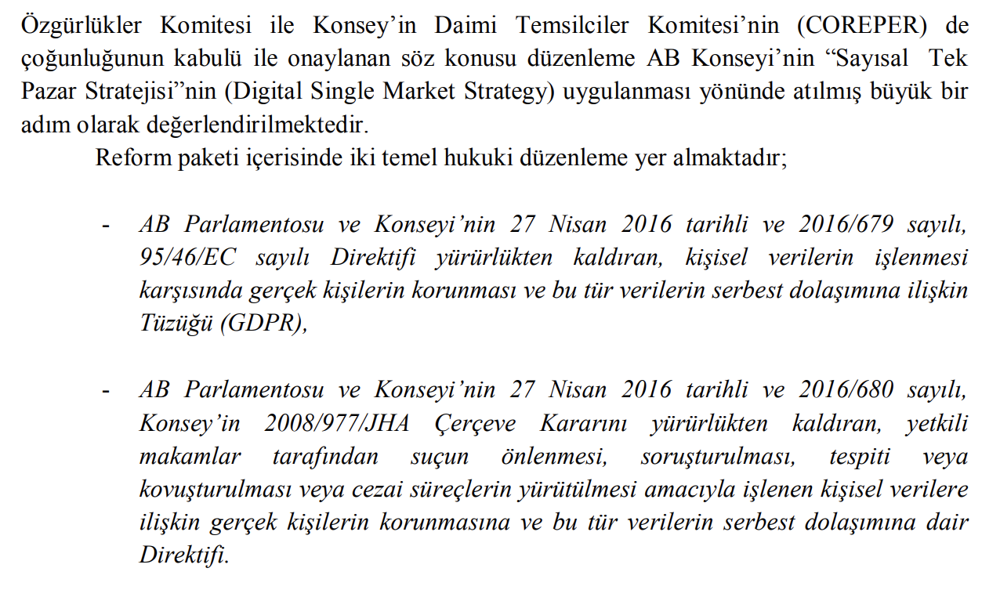 Özgürlükler Komitesi ile Konsey’in Daimi Temsilciler Komitesi’nin (COREPER) de
çoğunluğunun kabulü ile onaylanan söz konusu düzenleme AB Konseyi’nin “Sayısal Tek
Pazar Stratejisi”nin (Digital Single Market Strategy) uygulanması yönünde atılmış büyük bir
adım olarak değerlendirilmektedir.
Reform paketi içerisinde iki temel hukuki düzenleme yer almaktadır;
- AB Parlamentosu ve Konseyi’nin 27 Nisan 2016 tarihli ve 2016/679 sayılı,
95/46/EC sayılı Direktifi yürürlükten kaldıran, kişisel verilerin işlenmesi
karşısında gerçek kişilerin korunması ve bu tür verilerin serbest dolaşımına ilişkin
Tüzüğü (GDPR),
- AB Parlamentosu ve Konseyi’nin 27 Nisan 2016 tarihli ve 2016/680 sayılı,
Konsey’in 2008/977/JHA Çerçeve Kararını yürürlükten kaldıran, yetkili
makamlar tarafından suçun önlenmesi, soruşturulması, tespiti veya
kovuşturulması veya cezai süreçlerin yürütülmesi amacıyla işlenen kişisel verilere
ilişkin gerçek kişilerin korunmasına ve bu tür verilerin serbest dolaşımına dair
Direktifi.